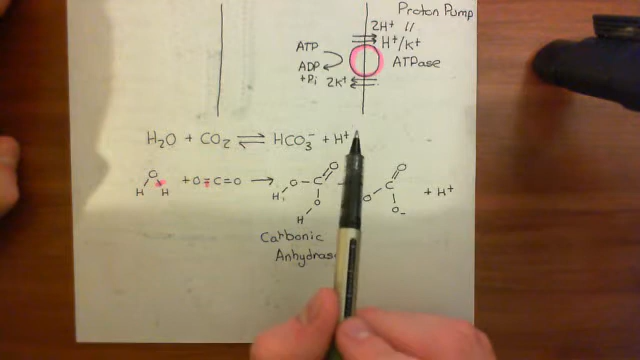 Proton Pump
2H⁺ //
H⁺/K⁺
ATPase
ATP
ADP
+Pi
2K⁺
H₂O + CO₂ ⇌ HCO₃⁻ + H⁺
O
H H
+ O=C=O →
O
O C
H O
H
O
C
O O⁻
+ H⁺
Carbonic
Anhydrase